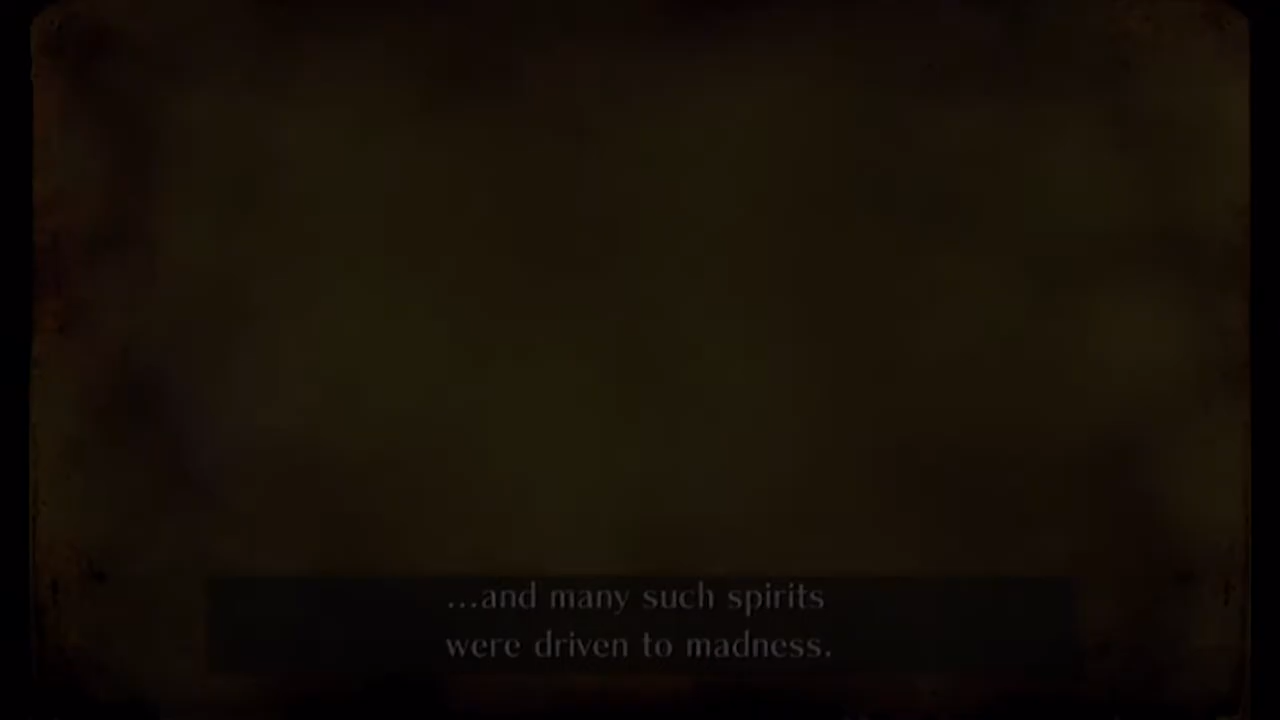 ...and many such spirits
were driven to madness.